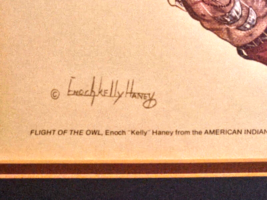 © Enoch Kelly Haney
FLIGHT OF THE OWL, Enoch "Kelly" Haney from the AMERICAN INDIAN